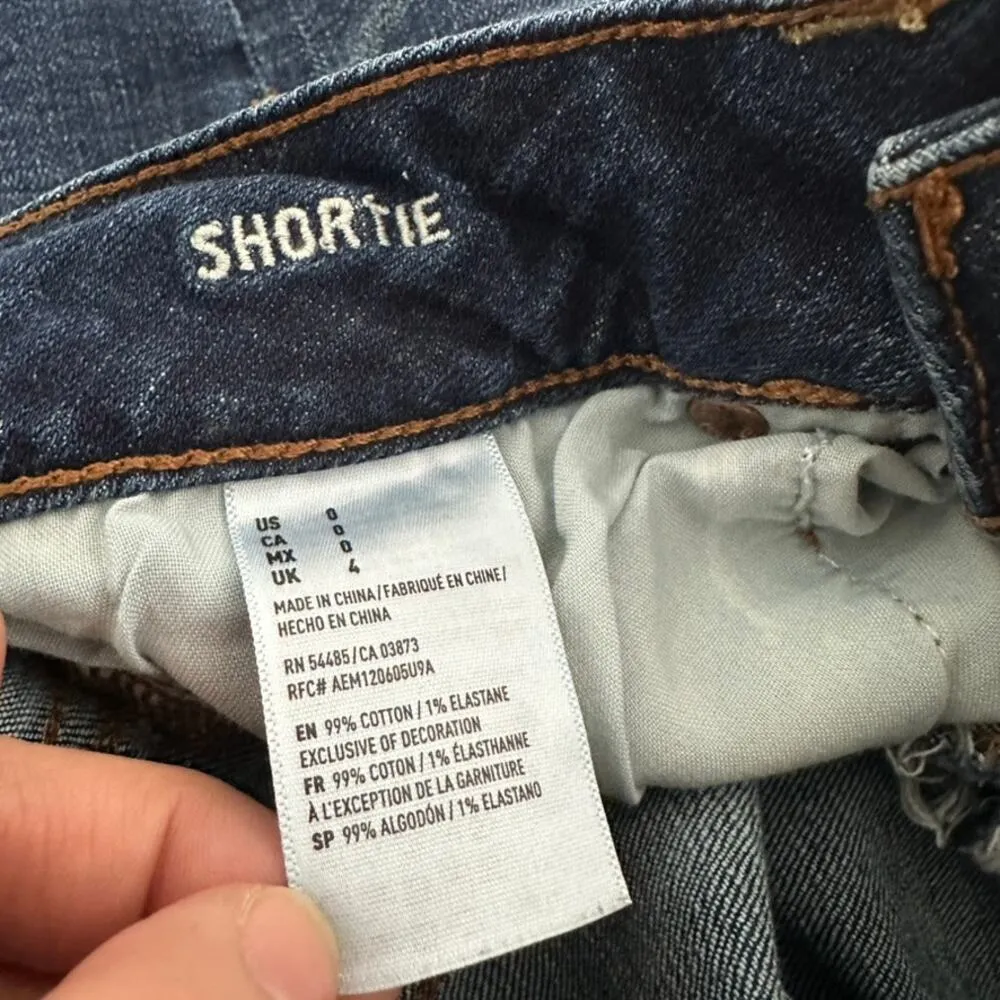 SHORTIE
US 0
CA 0
MX 0
UK 4
MADE IN CHINA/FABRIQUÉ EN CHINE/
HECHO EN CHINA
RN 54485/CA 03873
RFC# AEM120605U9A
EN 99% COTTON / 1% ELASTANE
EXCLUSIVE OF DECORATION
FR 99% COTON / 1% ÉLASTHANNE
À L'EXCEPTION DE LA GARNITURE
SP 99% ALGODÓN / 1% ELASTANO